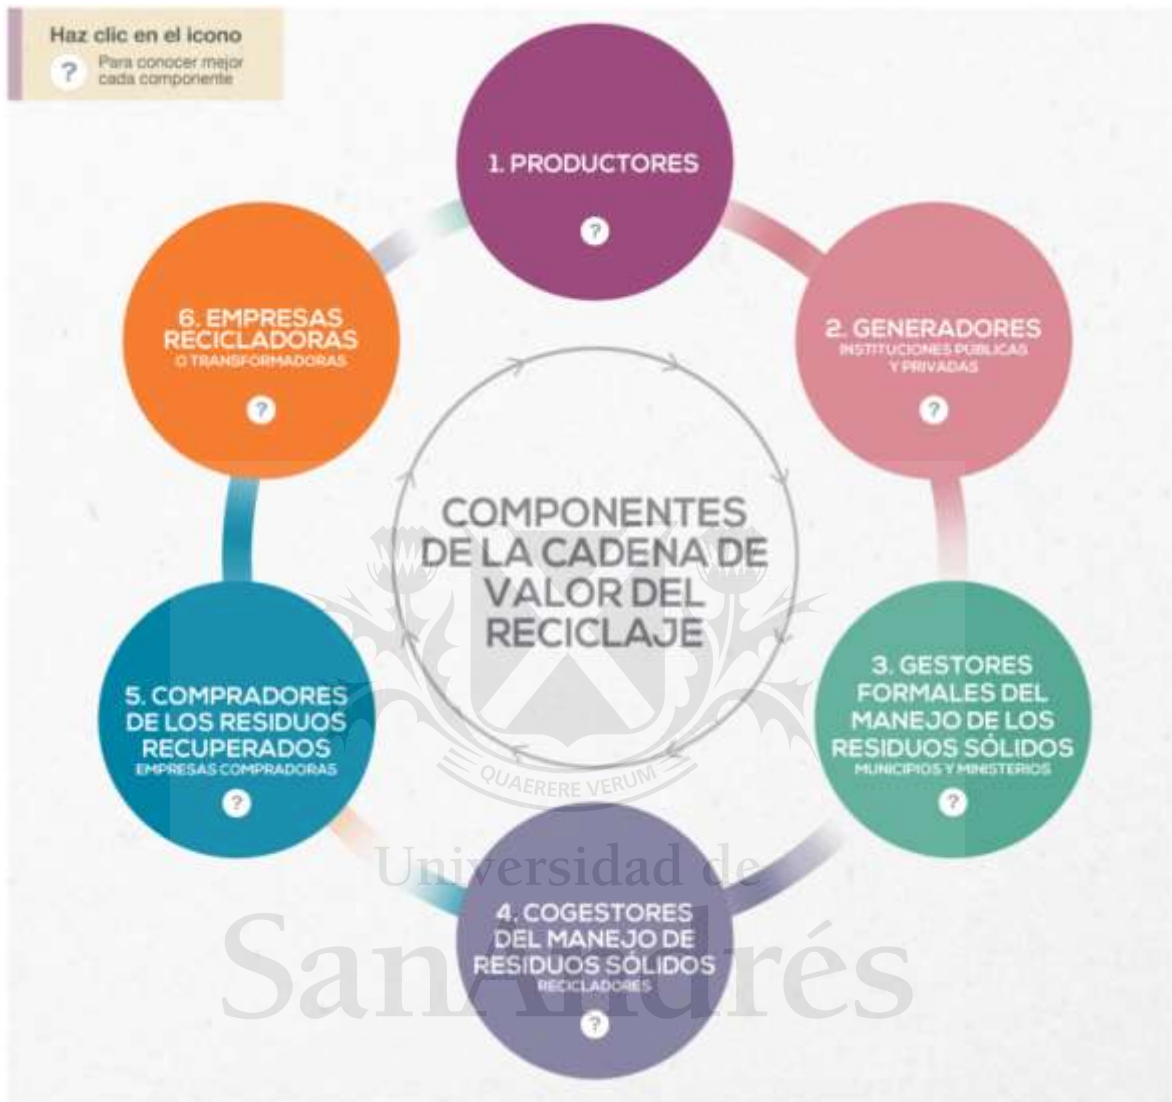 Haz clic en el icono
?
Para conocer mejor
cada componente
1. PRODUCTORES
?
2. GENERADORES
INSTITUCIONES PÚBLICAS
Y PRIVADAS
?
3. GESTORES
FORMALES DEL
MANEJO DE LOS
RESIDUOS SÓLIDOS
MUNICIPIOS Y MINISTERIOS
?
4. COGESTORES
DEL MANEJO DE
RESIDUOS SÓLIDOS
RECICLADORES
?
5. COMPRADORES
DE LOS RESIDUOS
RECUPERADOS
EMPRESAS COMPRADORAS
?
6. EMPRESAS
RECICLADORAS
O TRANSFORMADORAS
?
COMPONENTES
DE LA CADENA DE
VALOR DEL
RECICLAJE
QUAERERE VERUM
Universidad de
SanAndrés